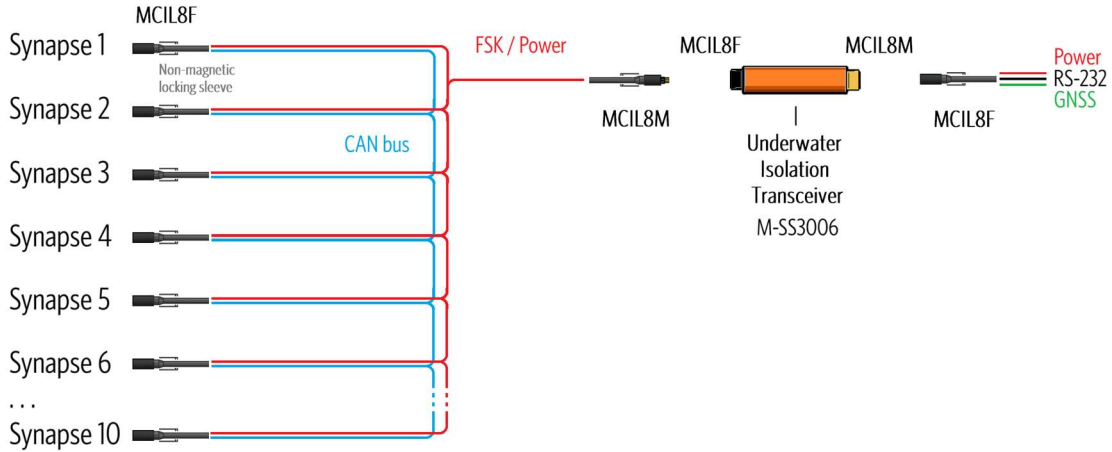 MCIL8F
Synapse 1
Non-magnetic
locking sleeve
Synapse 2
CAN bus
Synapse 3
Synapse 4
Synapse 5
Synapse 6
...
Synapse 10
FSK / Power
MCIL8M
MCIL8F
MCIL8M
Underwater
Isolation
Transceiver
M-SS3006
MCIL8F
Power
RS-232
GNSS